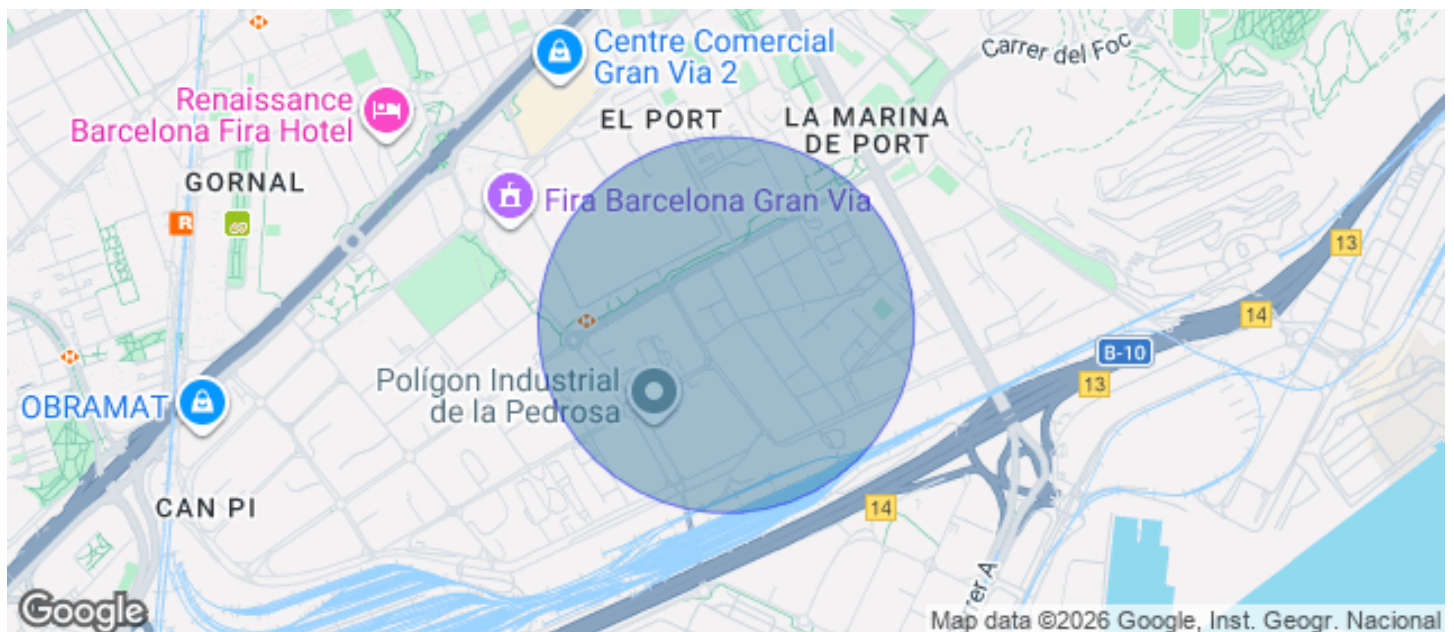 Centre Comercial
Gran Via 2
Carrer del Foc
Renaissance
Barcelona Fira Hotel
EL PORT
LA MARINA
DE PORT
GORNAL
Fira Barcelona Gran Via
R
13
14
B-10
13
Polígon Industrial
de la Pedrosa
OBRAMAT
CAN PI
14
rer A
Google
Map data ©2026 Google, Inst. Geogr. Nacional